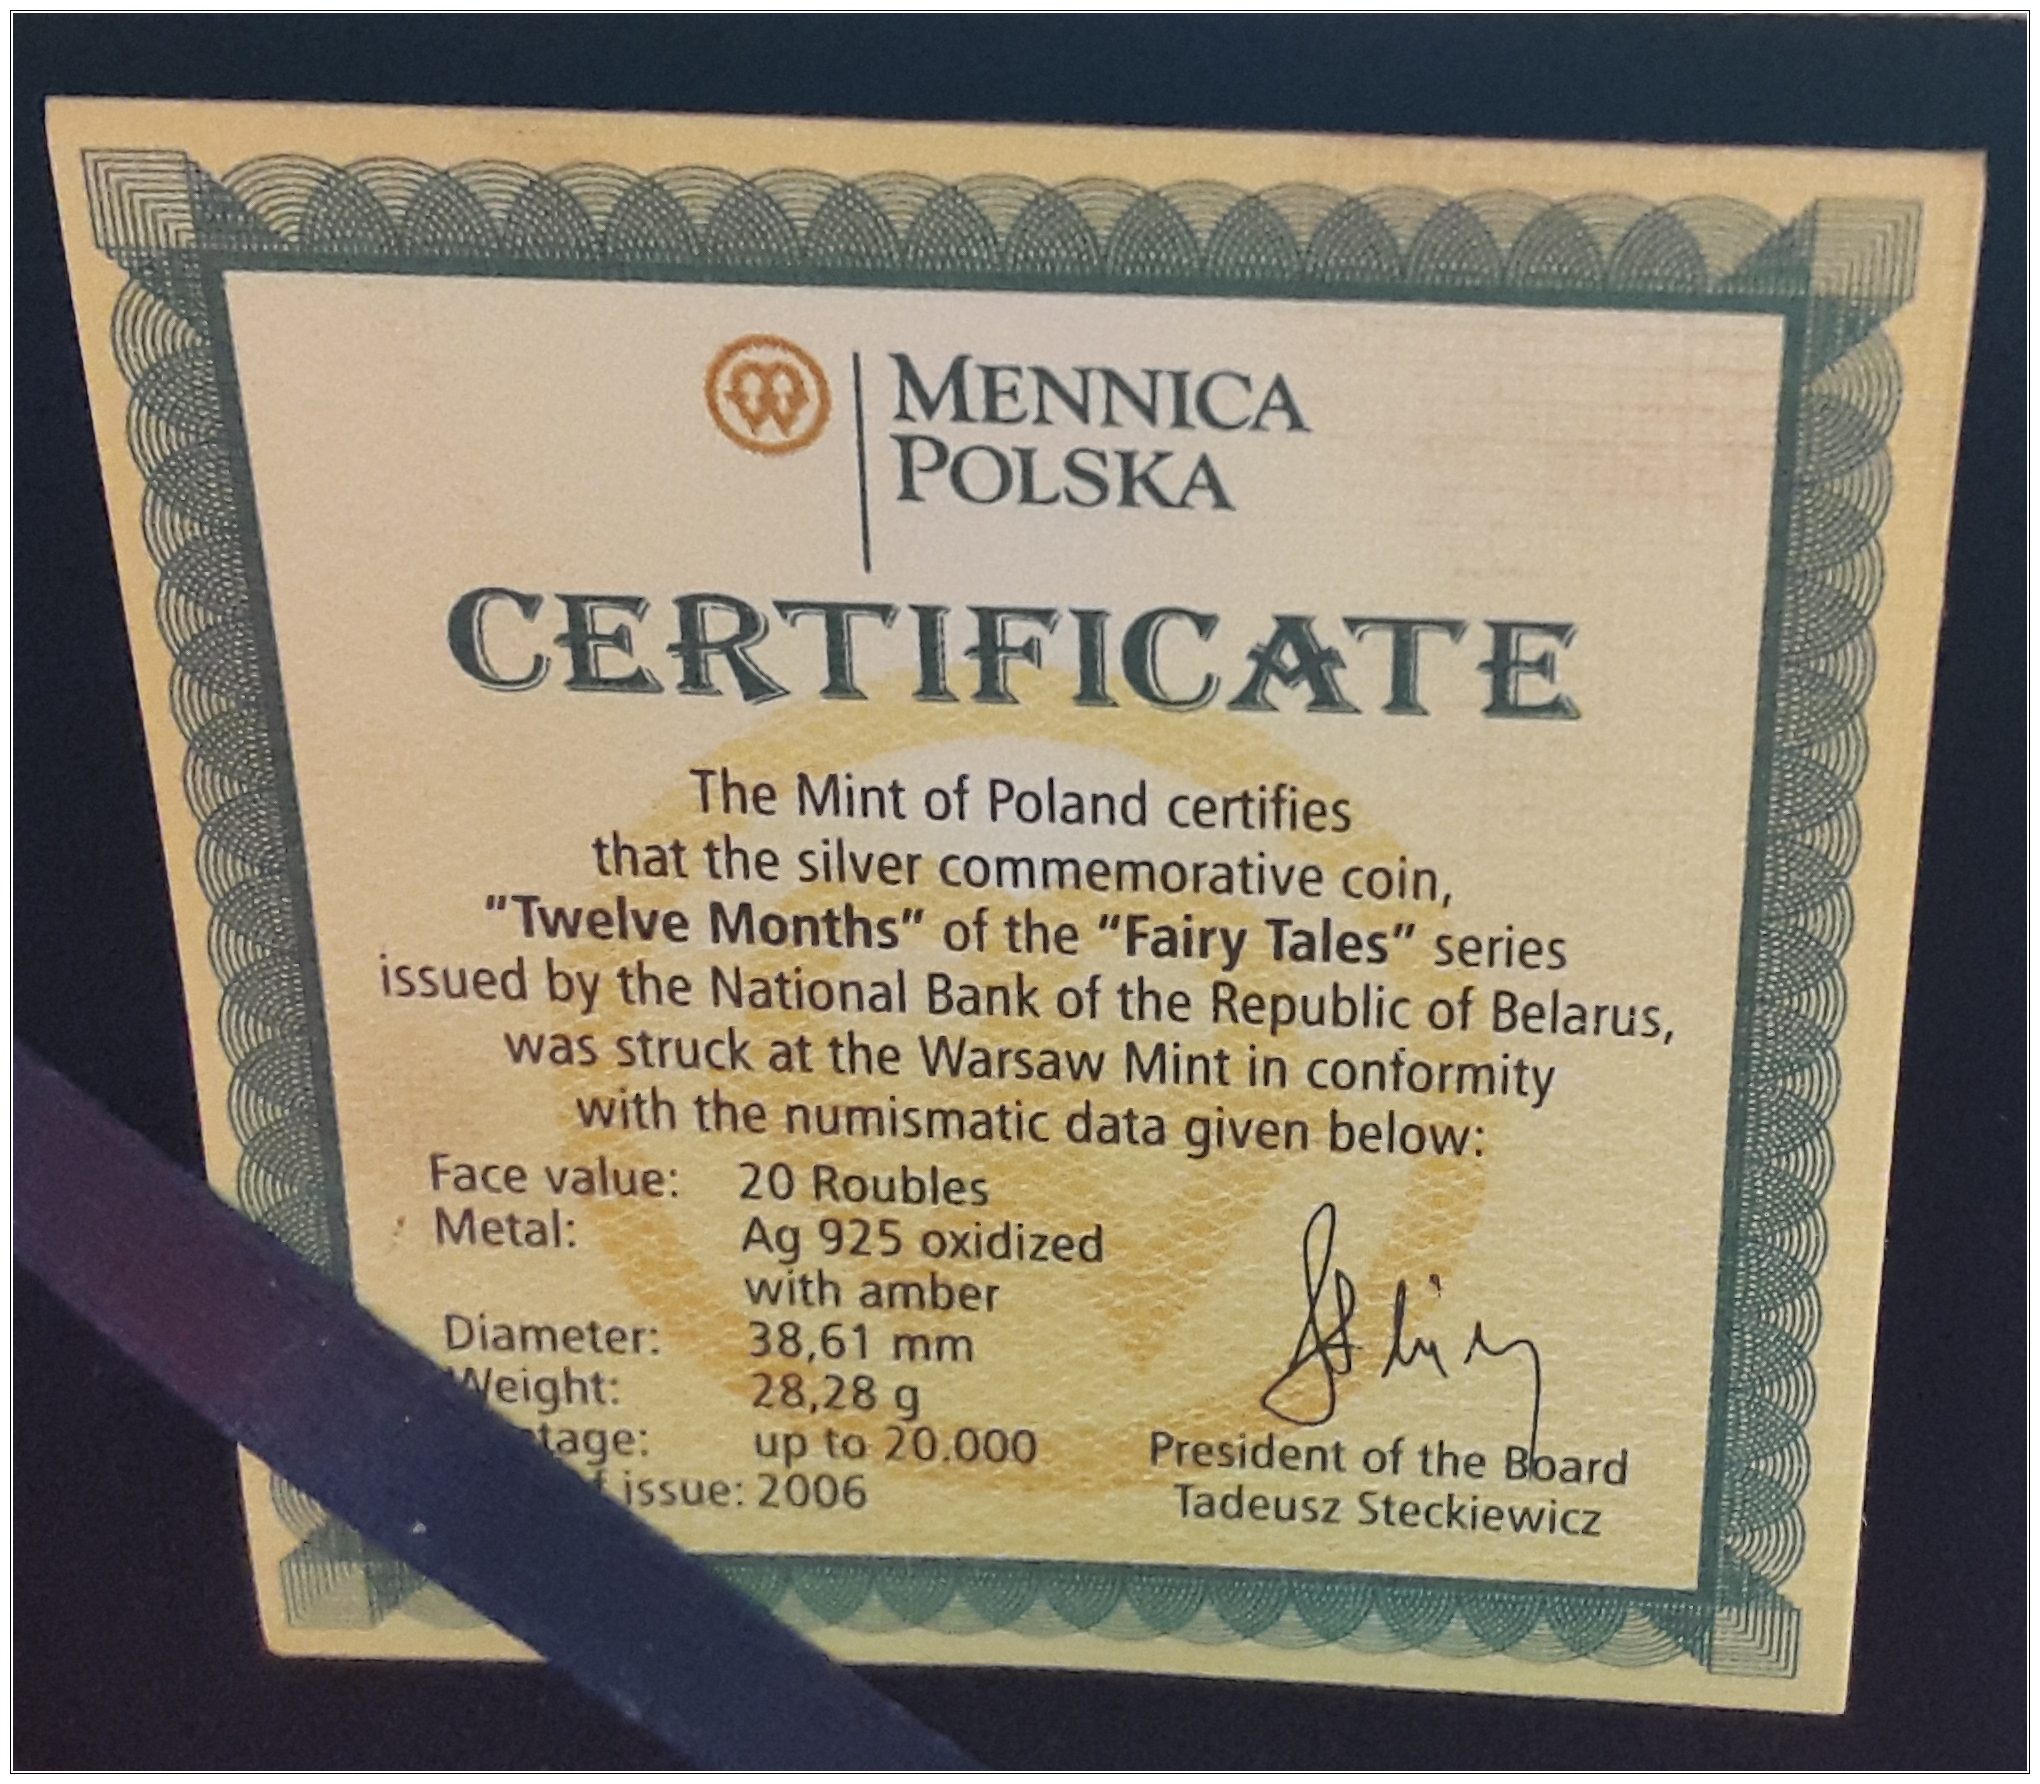 MENNICA
POLSKA
CERTIFICATE
The Mint of Poland certifies
that the silver commemorative coin,
"Twelve Months" of the "Fairy Tales" series
issued by the National Bank of the Republic of Belarus,
was struck at the Warsaw Mint in conformity
with the numismatic data given below:
Face value: 20 Roubles
Metal: Ag 925 oxidized
with amber
Diameter: 38,61 mm
Weight: 28,28 g
up to 20.000
issue: 2006
President of the Board
Tadeusz Steckiewicz